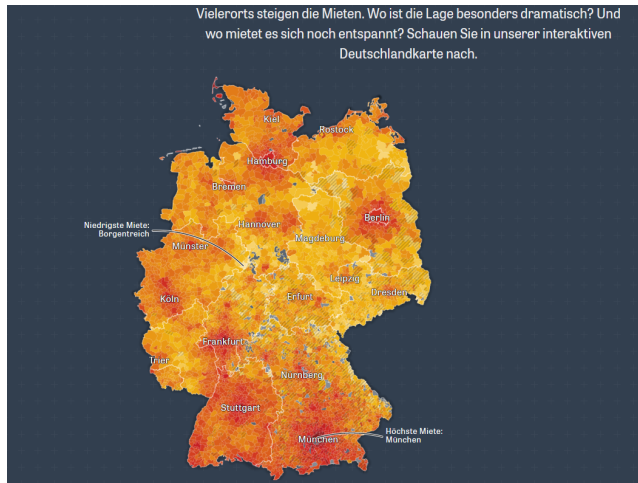 Vielerorts steigen die Mieten. Wo ist die Lage besonders dramatisch? Und
wo mietet es sich noch entspannt? Schauen Sie in unserer interaktiven
Deutschlandkarte nach.
Kiel
Rostock
Hamburg
Bremen
Berlin
Niedrigste Miete:
Borgentreich
Hannover
Magdeburg
Münster
Leipzig
Dresden
Köln
Erfurt
Frankfurt
Trier
Nürnberg
Stuttgart
Höchste Miete:
München
München